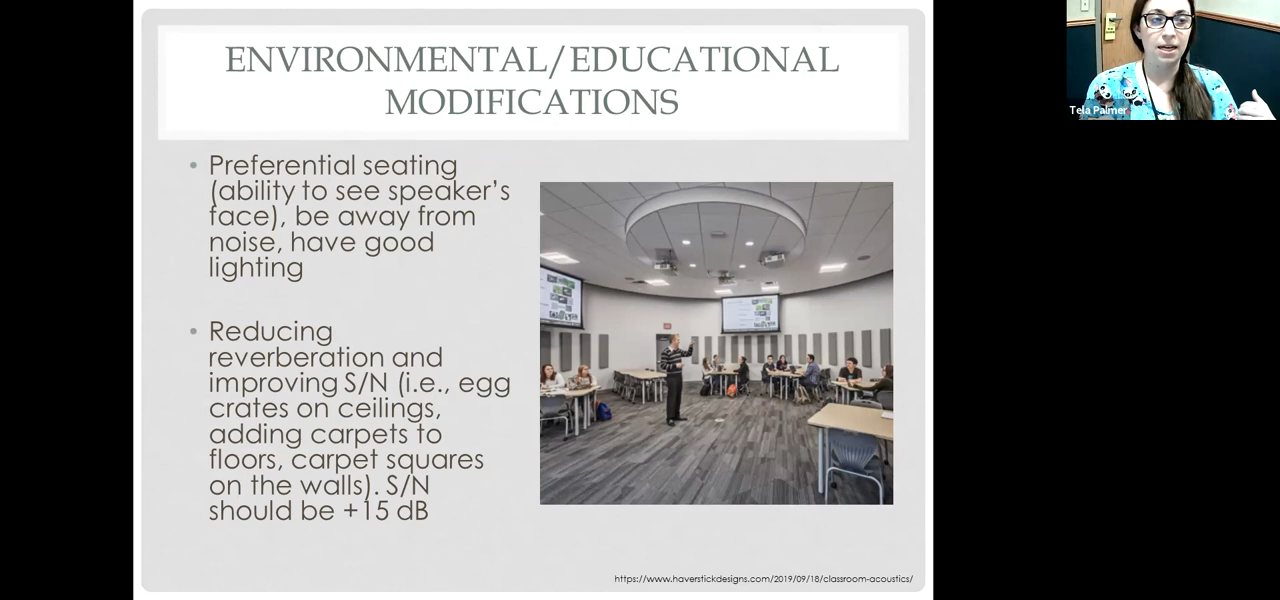 ENVIRONMENTAL/EDUCATIONAL
MODIFICATIONS
• Preferential seating
(ability to see speaker's
face), be away from
noise, have good
lighting
• Reducing
reverberation and
improving S/N (i.e., egg
crates on ceilings,
adding carpets to
floors, carpet squares
on the walls). S/N
should be +15 dB
https://www.haverstickdesigns.com/2019/09/18/classroom-acoustics/
Tela Palmer